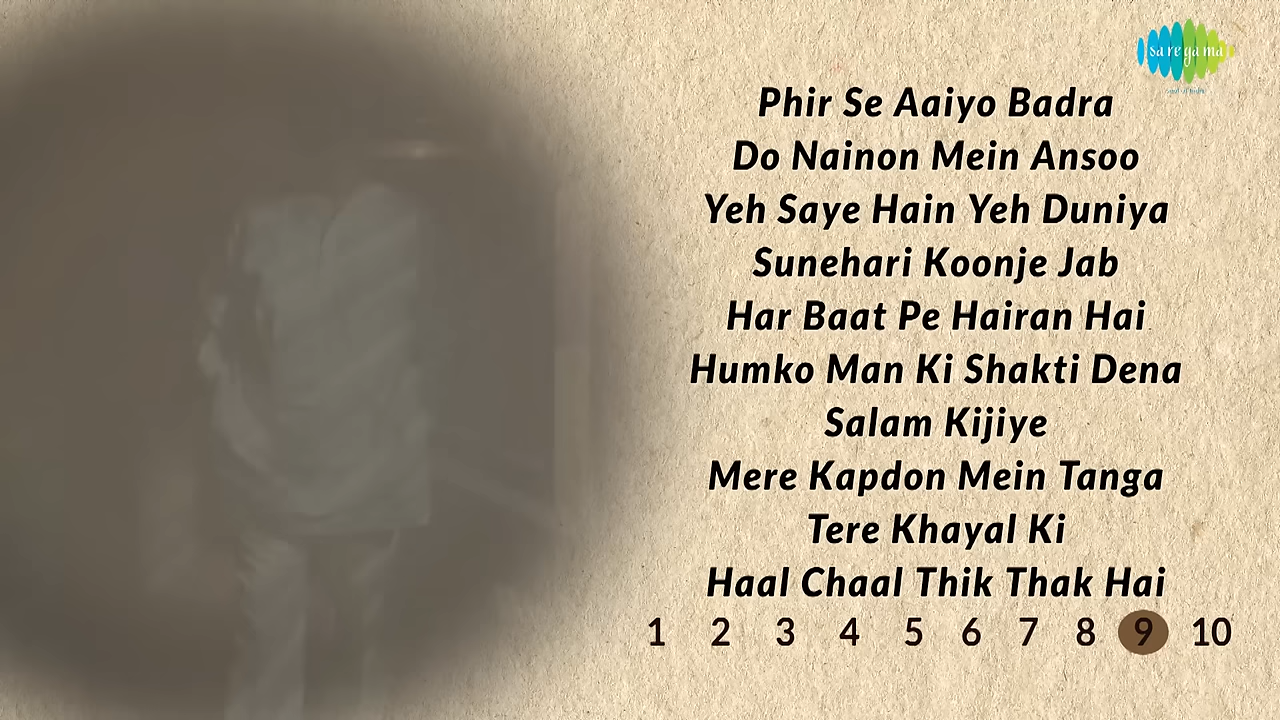 sa re ga ma
Phir Se Aaiyo Badra
Do Nainon Mein Ansoo
Yeh Saye Hain Yeh Duniya
Sunehari Koonje Jab
Har Baat Pe Hairan Hai
Humko Man Ki Shakti Dena
Salam Kijiye
Mere Kapdon Mein Tanga
Tere Khayal Ki
Haal Chaal Thik Thak Hai
1 2 3 4 5 6 7 8 9 10